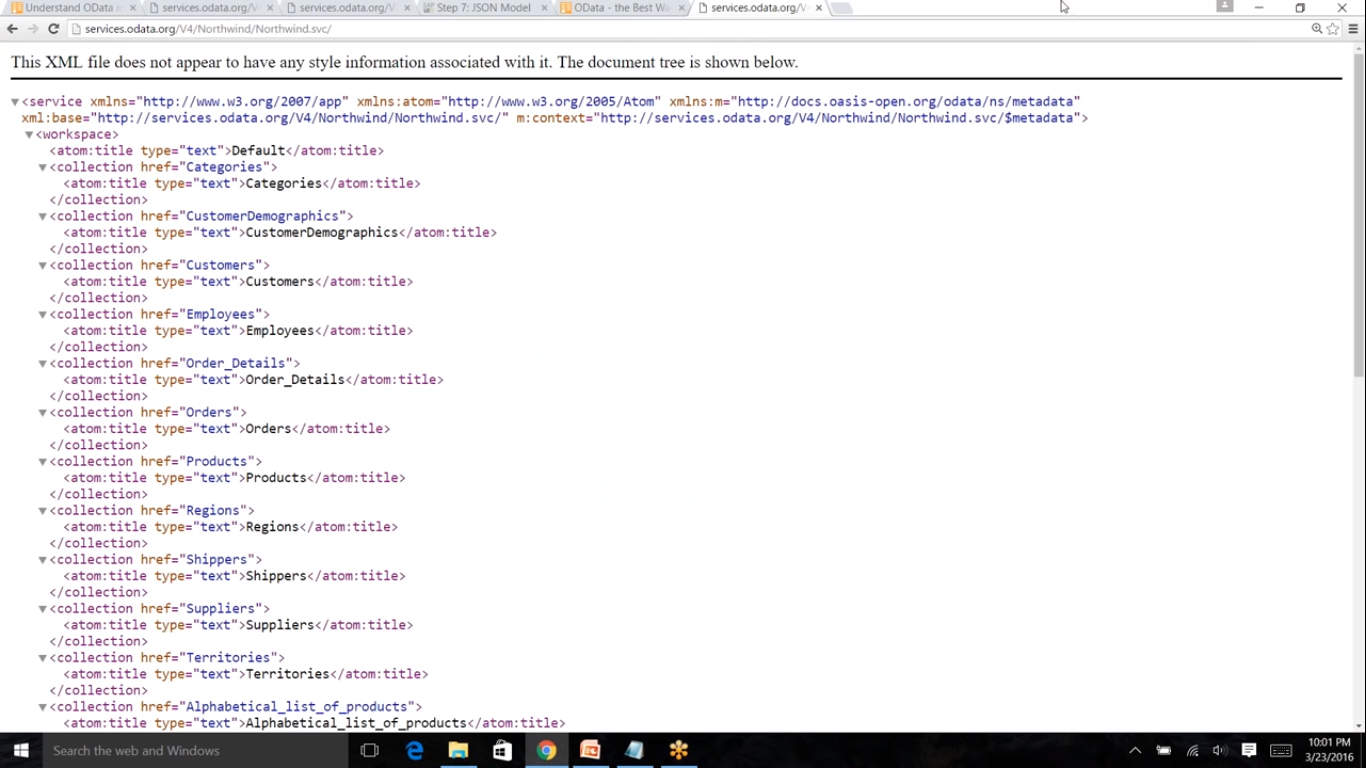 Understand OData in
services.odata.org/V
services.odata.org/V
Step 7: JSON Model
OData - the Best Wa
services.odata.org/V
services.odata.org/V4/Northwind/Northwind.svc/
This XML file does not appear to have any style information associated with it. The document tree is shown below.
<service xmlns="http://www.w3.org/2007/app" xmlns:atom="http://www.w3.org/2005/Atom" xmlns:m="http://docs.oasis-open.org/odata/ns/metadata"
xml:base="http://services.odata.org/V4/Northwind/Northwind.svc/" m:context="http://services.odata.org/V4/Northwind/Northwind.svc/$metadata">
<workspace>
<atom:title type="text">Default</atom:title>
<collection href="Categories">
<atom:title type="text">Categories</atom:title>
</collection>
<collection href="CustomerDemographics">
<atom:title type="text">CustomerDemographics</atom:title>
</collection>
<collection href="Customers">
<atom:title type="text">Customers</atom:title>
</collection>
<collection href="Employees">
<atom:title type="text">Employees</atom:title>
</collection>
<collection href="Order_Details">
<atom:title type="text">Order_Details</atom:title>
</collection>
<collection href="Orders">
<atom:title type="text">Orders</atom:title>
</collection>
<collection href="Products">
<atom:title type="text">Products</atom:title>
</collection>
<collection href="Regions">
<atom:title type="text">Regions</atom:title>
</collection>
<collection href="Shippers">
<atom:title type="text">Shippers</atom:title>
</collection>
<collection href="Suppliers">
<atom:title type="text">Suppliers</atom:title>
</collection>
<collection href="Territories">
<atom:title type="text">Territories</atom:title>
</collection>
<collection href="Alphabetical_list_of_products">
<atom:title type="text">Alphabetical_list_of_products</atom:title>
Search the web and Windows
10:01 PM
3/23/2016